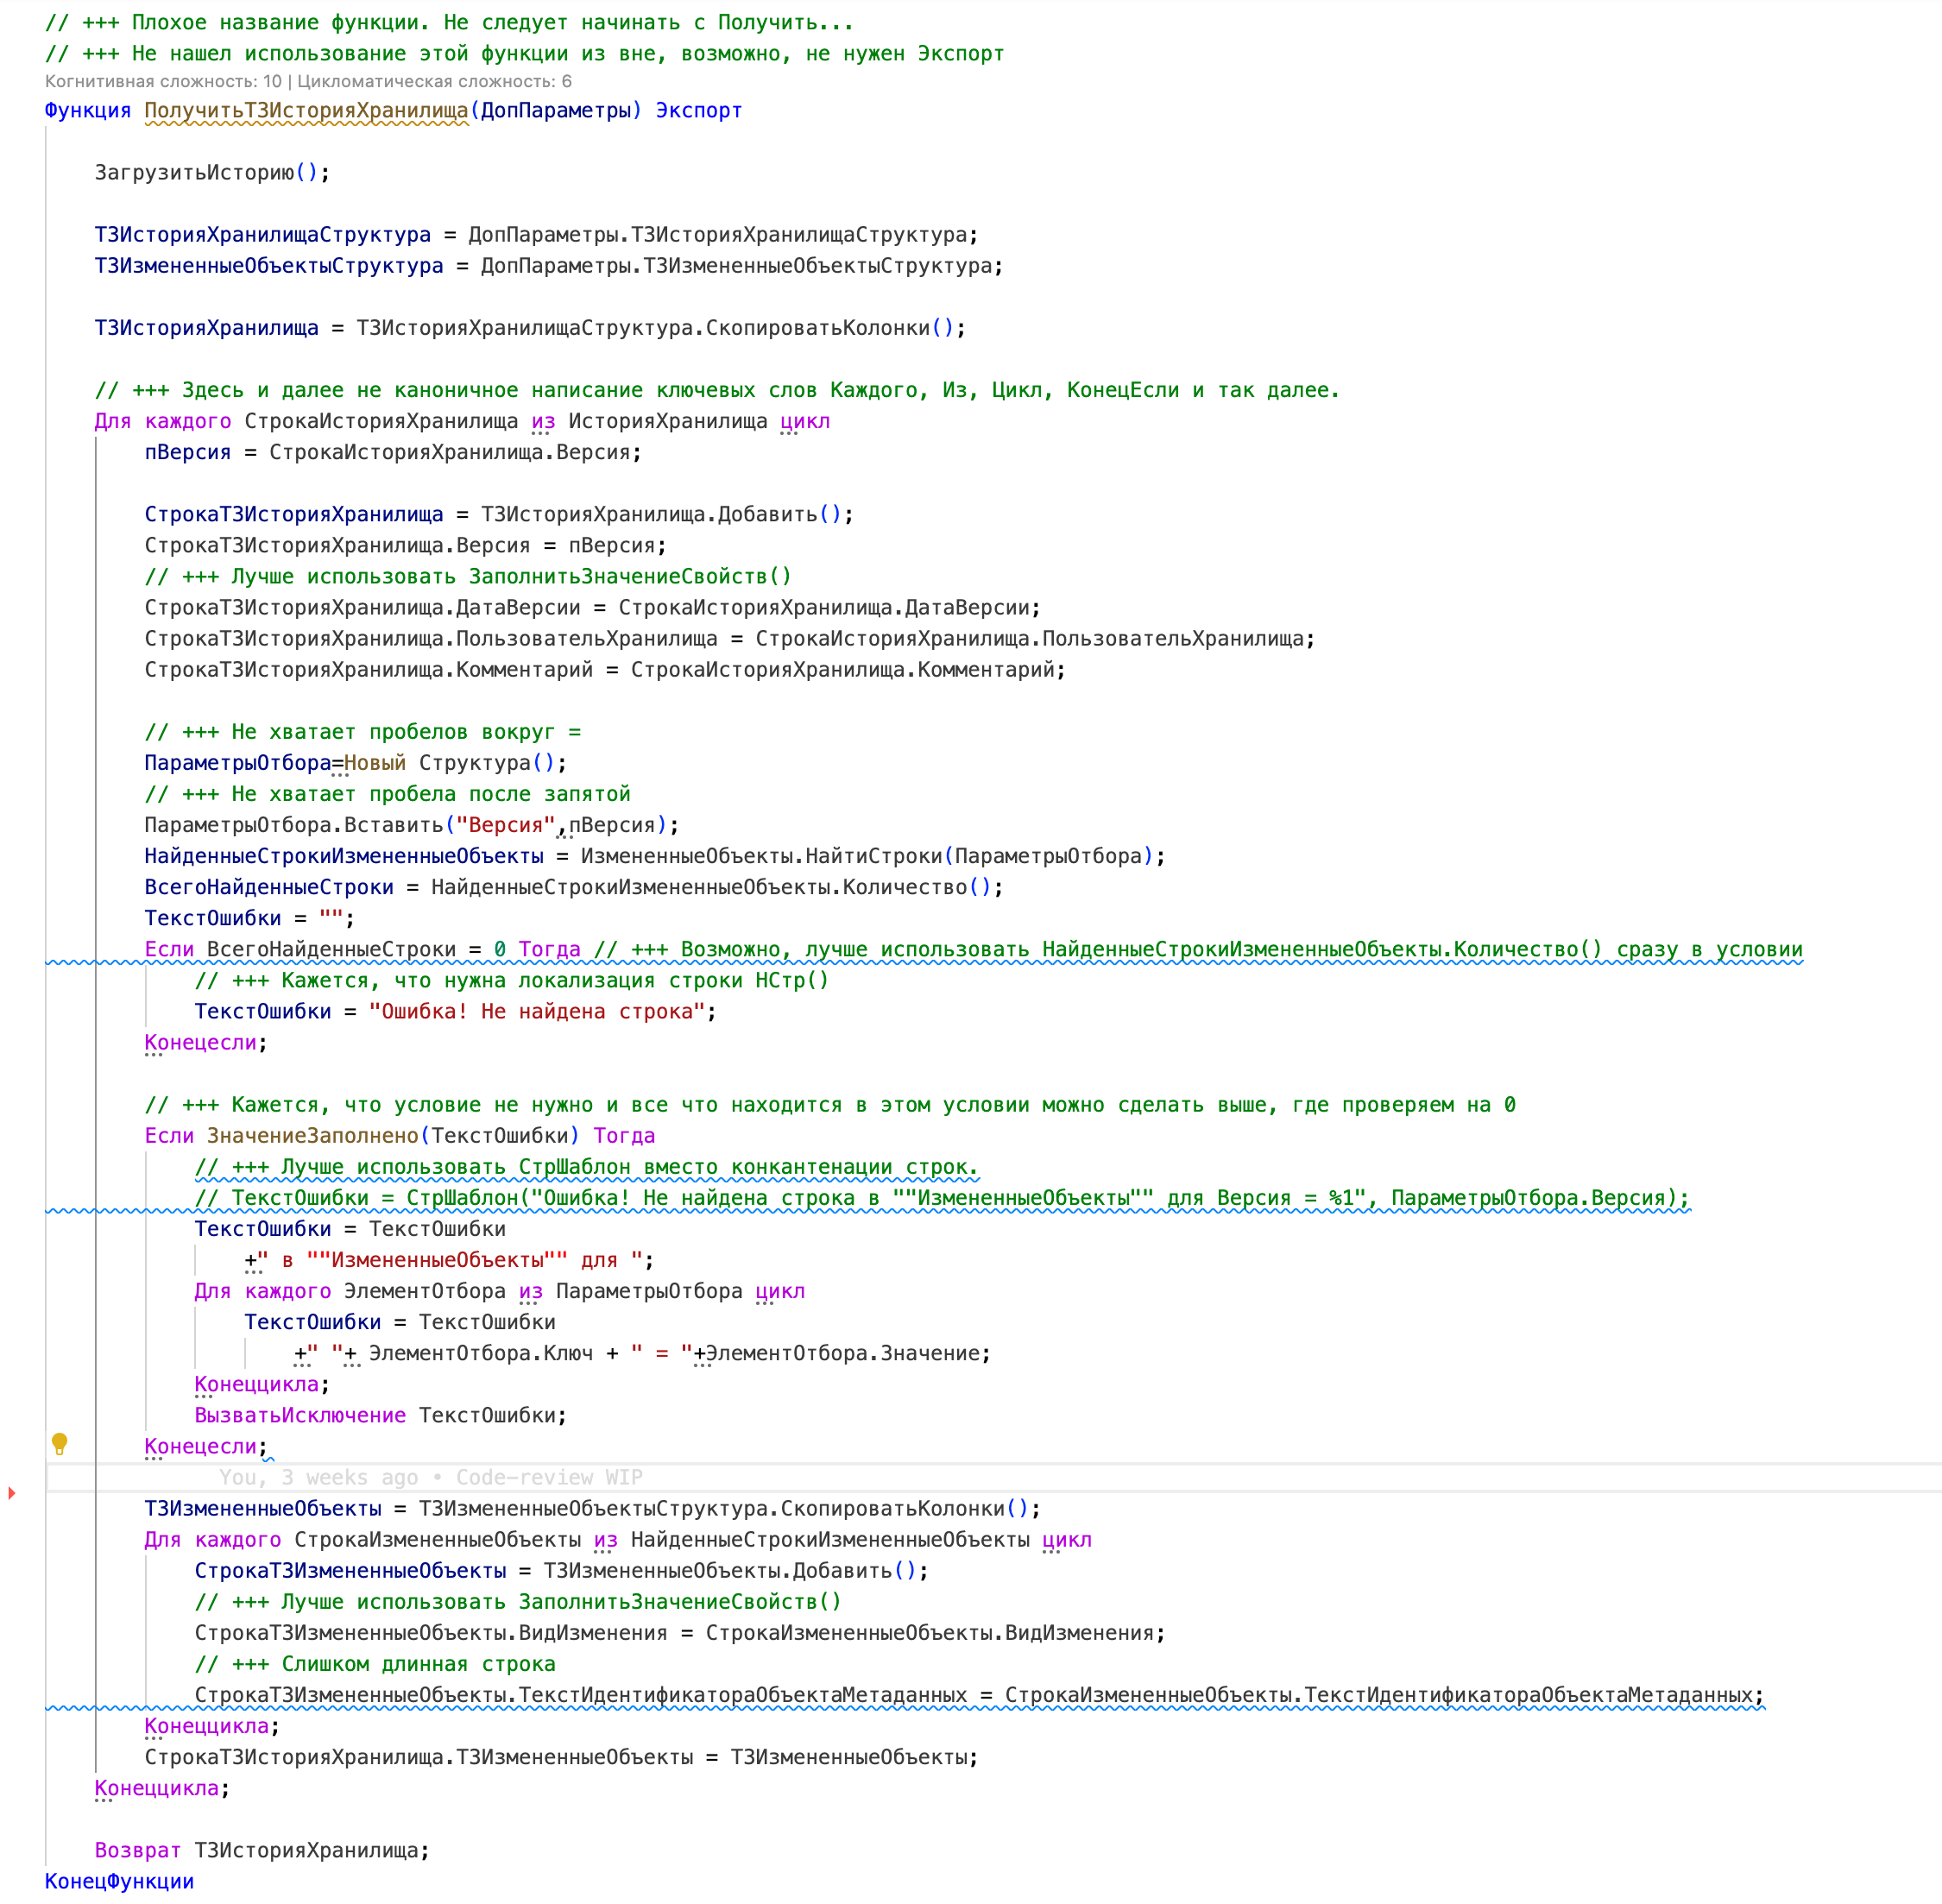 // +++ Плохое название функции. Не следует начинать с Получить...
// +++ Не нашел использование этой функции из вне, возможно, не нужен Экспорт
Когнитивная сложность: 10 | Цикломатическая сложность: 6
Функция ПолучитьТЗИсторияХранилища(ДопПараметры) Экспорт
ЗагрузитьИсторию();
ТЗИсторияХранилищаСтруктура = ДопПараметры.ТЗИсторияХранилищаСтруктура;
ТЗИзмененныеОбъектыСтруктура = ДопПараметры.ТЗИзмененныеОбъектыСтруктура;
ТЗИсторияХранилища = ТЗИсторияХранилищаСтруктура.СкопироватьКолонки();
// +++ Здесь и далее не каноничное написание ключевых слов Каждого, Из, Цикл, КонецЕсли и так далее.
Для каждого СтрокаИсторияХранилища из ИсторияХранилища цикл
пВерсия = СтрокаИсторияХранилища.Версия;
СтрокаТЗИсторияХранилища = ТЗИсторияХранилища.Добавить();
СтрокаТЗИсторияХранилища.Версия = пВерсия;
// +++ Лучше использовать ЗаполнитьЗначениеСвойств()
СтрокаТЗИсторияХранилища.ДатаВерсии = СтрокаИсторияХранилища.ДатаВерсии;
СтрокаТЗИсторияХранилища.ПользовательХранилища = СтрокаИсторияХранилища.ПользовательХранилища;
СтрокаТЗИсторияХранилища.Комментарий = СтрокаИсторияХранилища.Комментарий;
// +++ Не хватает пробелов вокруг =
ПараметрыОтбора=Новый Структура();
// +++ Не хватает пробела после запятой
ПараметрыОтбора.Вставить("Версия",пВерсия);
НайденныеСтрокиИзмененныеОбъекты = ИзмененныеОбъекты.НайтиСтроки(ПараметрыОтбора);
ВсегоНайденныеСтроки = НайденныеСтрокиИзмененныеОбъекты.Количество();
ТекстОшибки = "";
Если ВсегоНайденныеСтроки = 0 Тогда // +++ Возможно, лучше использовать НайденныеСтрокиИзмененныеОбъекты.Количество() сразу в условии
// +++ Кажется, что нужна локализация строки НСтр()
ТекстОшибки = "Ошибка! Не найдена строка";
Конецесли;
// +++ Кажется, что условие не нужно и все что находится в этом условии можно сделать выше, где проверяем на 0
Если ЗначениеЗаполнено(ТекстОшибки) Тогда
// +++ Лучше использовать СтрШаблон вместо конкантенации строк.
// ТекстОшибки = СтрШаблон("Ошибка! Не найдена строка в ""ИзмененныеОбъекты"" для Версия = %1", ПараметрыОтбора.Версия);
ТекстОшибки = ТекстОшибки
+" в ""ИзмененныеОбъекты"" для ";
Для каждого ЭлементОтбора из ПараметрыОтбора цикл
ТекстОшибки = ТекстОшибки
+" "+ ЭлементОтбора.Ключ + " = "+ЭлементОтбора.Значение;
Конеццикла;
ВызватьИсключение ТекстОшибки;
Конецесли;
You, 3 weeks ago • Code-review WIP
ТЗИзмененныеОбъекты = ТЗИзмененныеОбъектыСтруктура.СкопироватьКолонки();
Для каждого СтрокаИзмененныеОбъекты из НайденныеСтрокиИзмененныеОбъекты цикл
СтрокаТЗИзмененныеОбъекты = ТЗИзмененныеОбъекты.Добавить();
// +++ Лучше использовать ЗаполнитьЗначениеСвойств()
СтрокаТЗИзмененныеОбъекты.ВидИзменения = СтрокаИзмененныеОбъекты.ВидИзменения;
// +++ Слишком длинная строка
СтрокаТЗИзмененныеОбъекты.ТекстИдентификатораОбъектаМетаданных = СтрокаИзмененныеОбъекты.ТекстИдентификатораОбъектаМетаданных;
Конеццикла;
СтрокаТЗИсторияХранилища.ТЗИзмененныеОбъекты = ТЗИзмененныеОбъекты;
Конеццикла;
Возврат ТЗИсторияХранилища;
КонецФункции